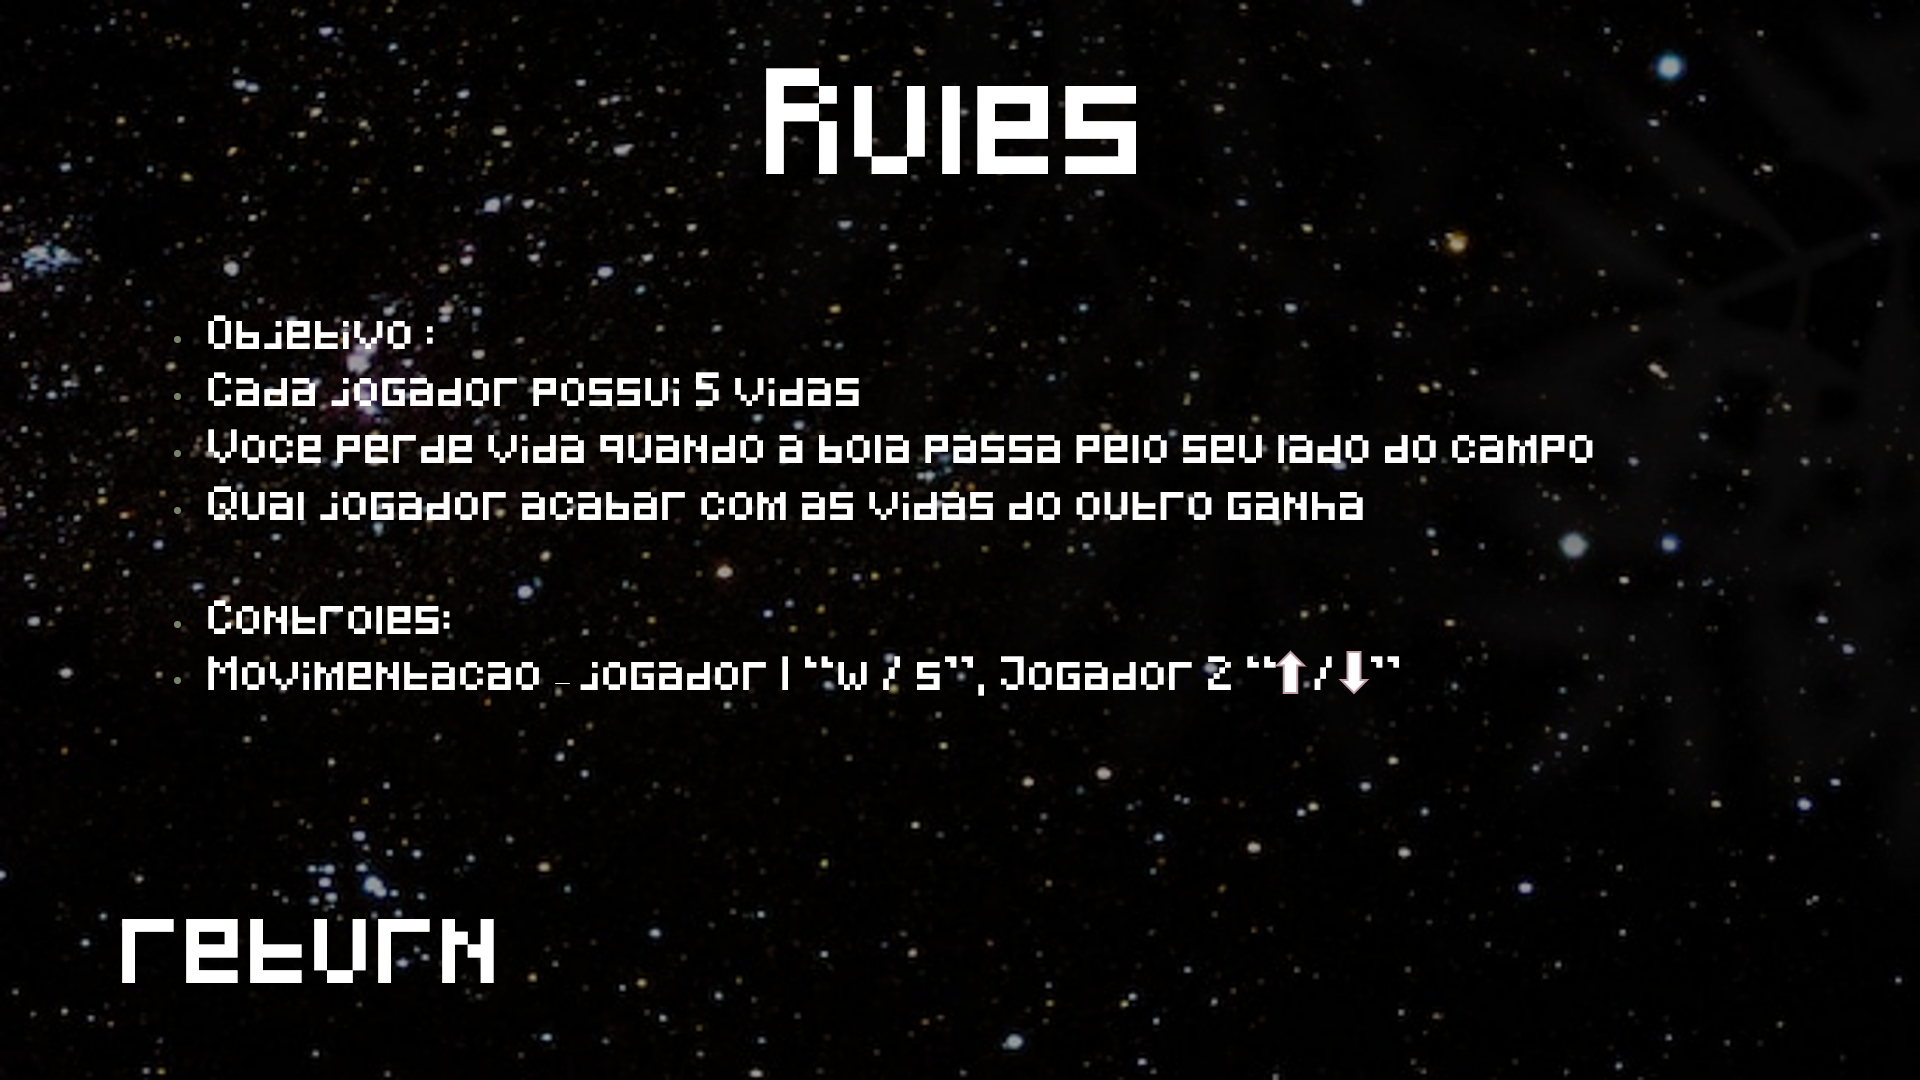 Rules
Objetivo :
Cada jogador possui 5 vidas
Voce perde vida quando a bola passa pelo seu lado do campo
Qual jogador acabar com as vidas do outro ganha
Controles:
Movimentacao – jogador 1 “w / s”, Jogador 2 “⬆/⬇”
return